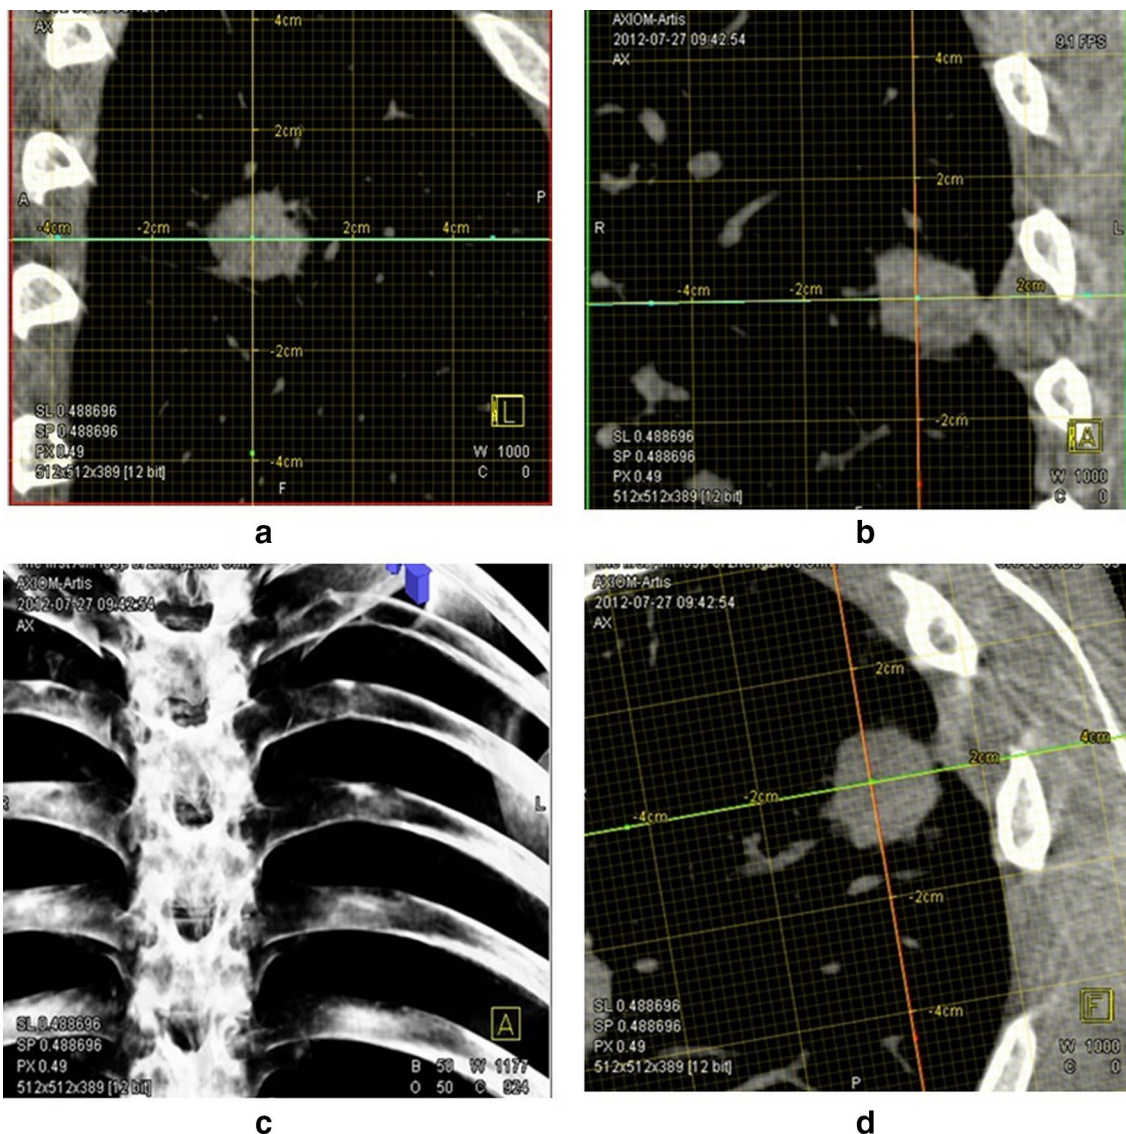 AX
4cm
2cm
A
P
-4cm -2cm 2cm 4cm
-2cm
SL 0.488696
SP 0.488696
PX 0.49
512x512x389 [12 bit]
L
W 1000
C 0
-4cm
F
a
AXIOM-Artis
2012-07-27 09:42:54
AX
9.1 FPS
4cm
2cm
R
L
-4cm -2cm 2cm
-2cm
SL 0.488696
SP 0.488696
PX 0.49
512x512x389 [12 bit]
A
W 1000
C 0
b
AXIOM-Artis
2012-07-27 09:42:54
AX
R
L
SL 0.488696
SP 0.488696
PX 0.49
512x512x389 [12 bit]
A
B 50 W 1177
O 50 C 924
c
AXIOM-Artis
2012-07-27 09:42:54
AX
2cm
4cm
2cm
-2cm
-4cm
-2cm
-4cm
SL 0.488696
SP 0.488696
PX 0.49
512x512x389 [12 bit]
F
W 1000
C 0
P
d